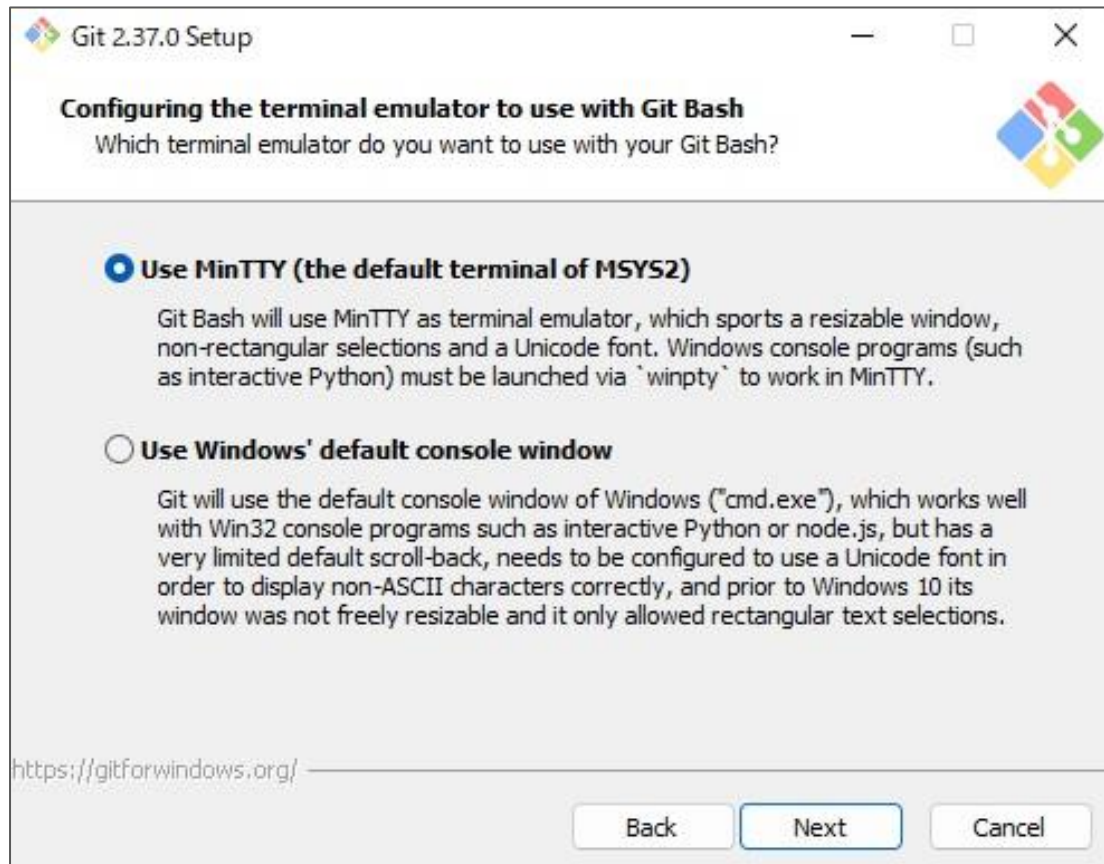 Git 2.37.0 Setup
Configuring the terminal emulator to use with Git Bash
Which terminal emulator do you want to use with your Git Bash?
Use MinTTY (the default terminal of MSYS2)
Git Bash will use MinTTY as terminal emulator, which sports a resizable window,
non-rectangular selections and a Unicode font. Windows console programs (such
as interactive Python) must be launched via `winpty` to work in MinTTY.
Use Windows' default console window
Git will use the default console window of Windows ("cmd.exe"), which works well
with Win32 console programs such as interactive Python or node.js, but has a
very limited default scroll-back, needs to be configured to use a Unicode font in
order to display non-ASCII characters correctly, and prior to Windows 10 its
window was not freely resizable and it only allowed rectangular text selections.
https://gitforwindows.org/
Back Next Cancel